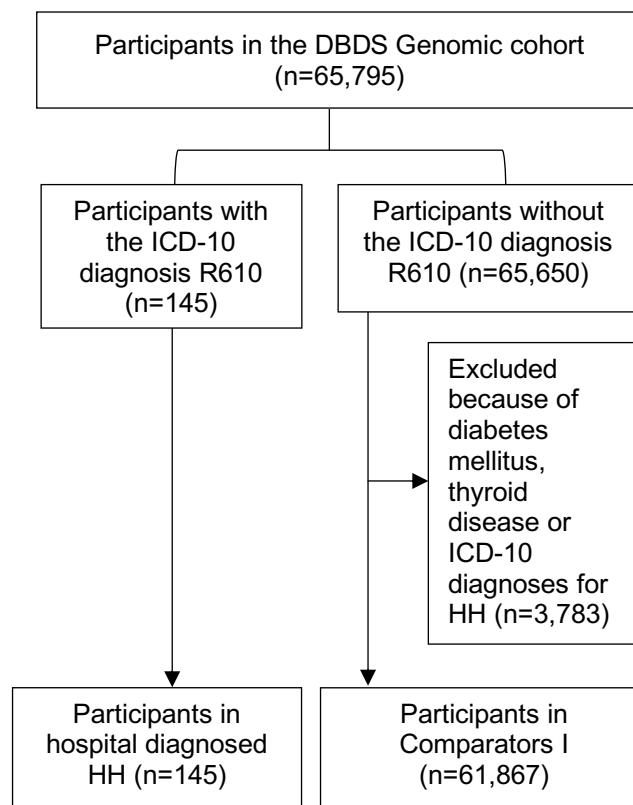 Participants in the DBDS Genomic cohort
(n=65,795)
Participants with
the ICD-10
diagnosis R610
(n=145)
Participants without
the ICD-10 diagnosis
R610 (n=65,650)
Excluded
because of
diabetes
mellitus,
thyroid
disease or
ICD-10
diagnoses for
HH (n=3,783)
Participants in
hospital diagnosed
HH (n=145)
Participants in
Comparators I
(n=61,867)